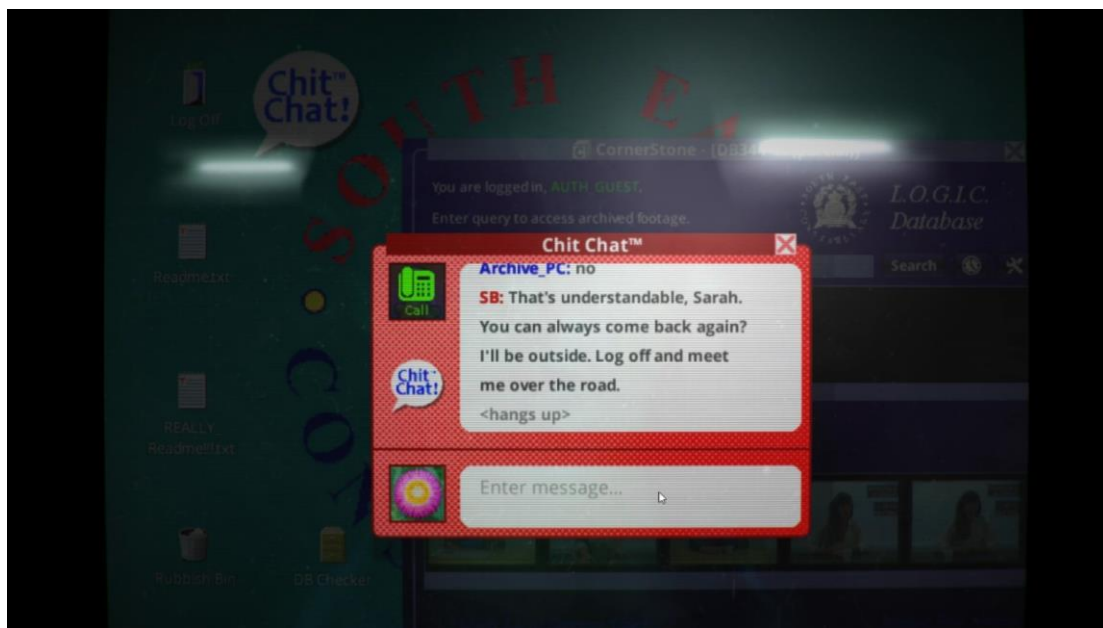 Chit™
Chat!
Log Off
SOUTH EA
CornerStone - [DB34
You are logged in, AUTH_GUEST.
Enter query to access archived footage.
L.O.G.I.C.
Database
Search
Readme.txt
REALLY
Readme!!.txt
Rubbish Bin
DB Checker
CON
Chit Chat™
Call
Archive_PC: no
SB: That's understandable, Sarah.
You can always come back again?
I'll be outside. Log off and meet
me over the road.
<hangs up>
Chit
Chat!
Enter message...